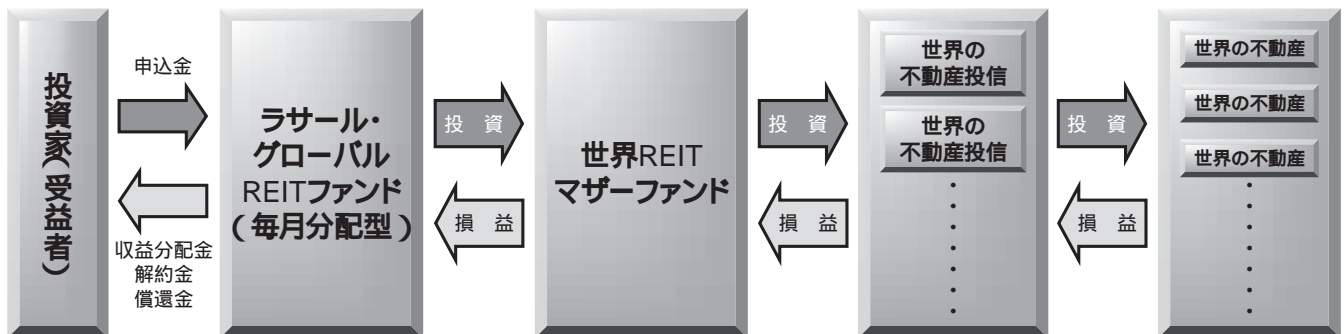 投資家(受益者)
申込金
収益分配金
解約金
償還金
ラサール・
グローバル
REITファンド
(毎月分配型)
投 資
損 益
世界REIT
マザーファンド
投 資
損 益
世界の
不動産投信
世界の
不動産投信
投 資
損 益
世界の不動産
世界の不動産
世界の不動産